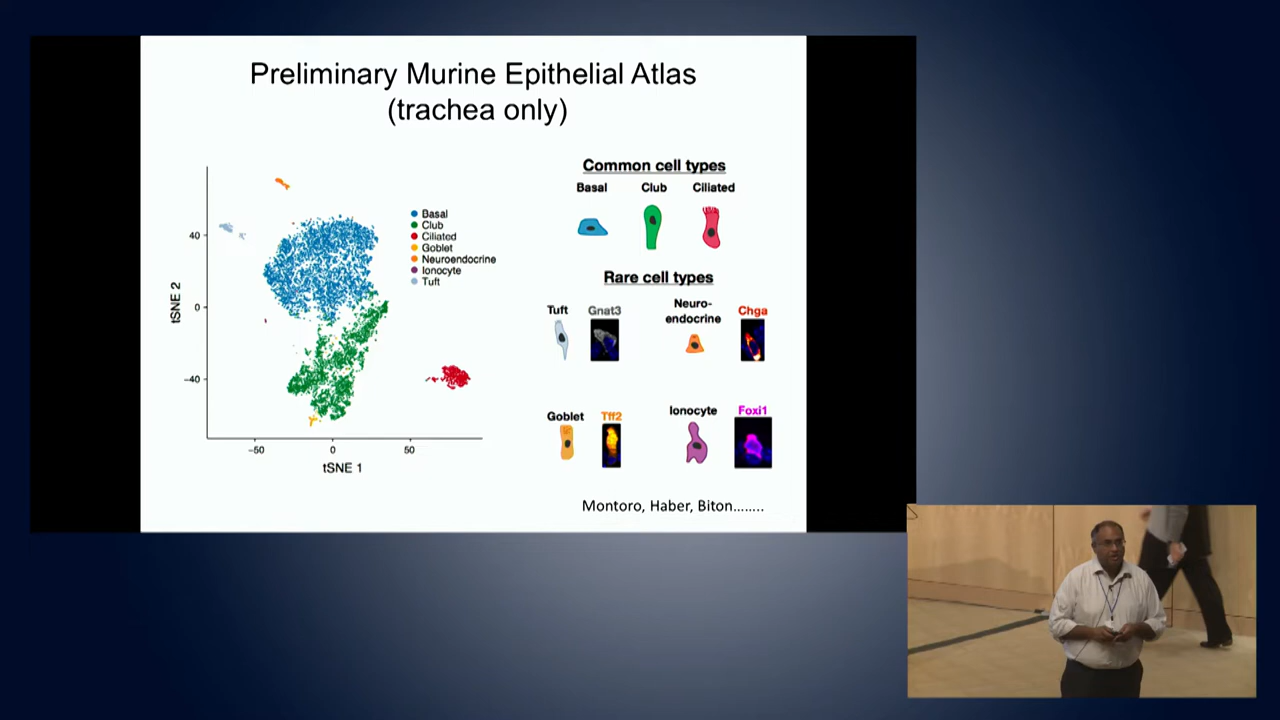 Preliminary Murine Epithelial Atlas
(trachea only)
tSNE 2
40
0
−40
−50
0
50
tSNE 1
Basal
Club
Ciliated
Goblet
Neuroendocrine
Ionocyte
Tuft
Common cell types
Basal Club Ciliated
Rare cell types
Tuft Gnat3
Neuro-
endocrine
Chga
Goblet Tff2
Ionocyte Foxi1
Montoro, Haber, Biton........